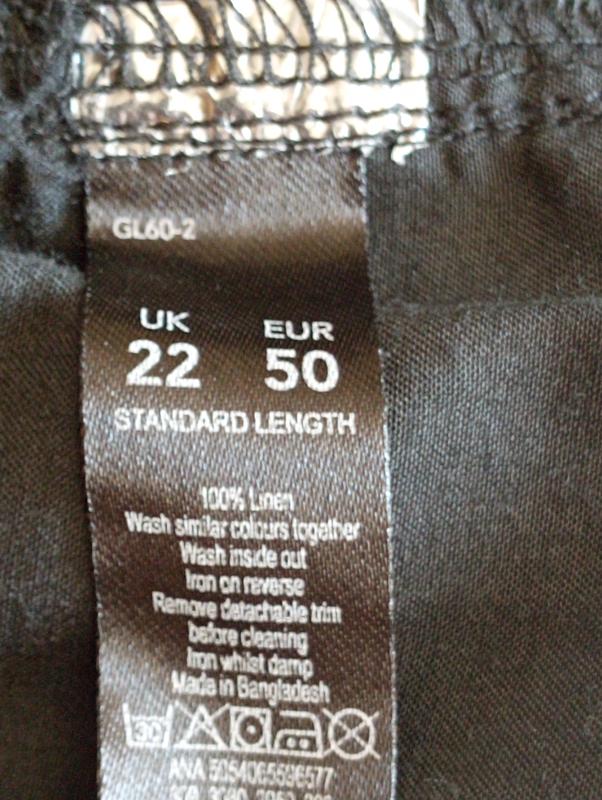 GL60-2
UK EUR
22 50
STANDARD LENGTH
100% Linen
Wash similar colours together
Wash inside out
Iron on reverse
Remove detachable trim
before cleaning
Iron whilst damp
Made in Bangladesh
30
ANA 5054065596577